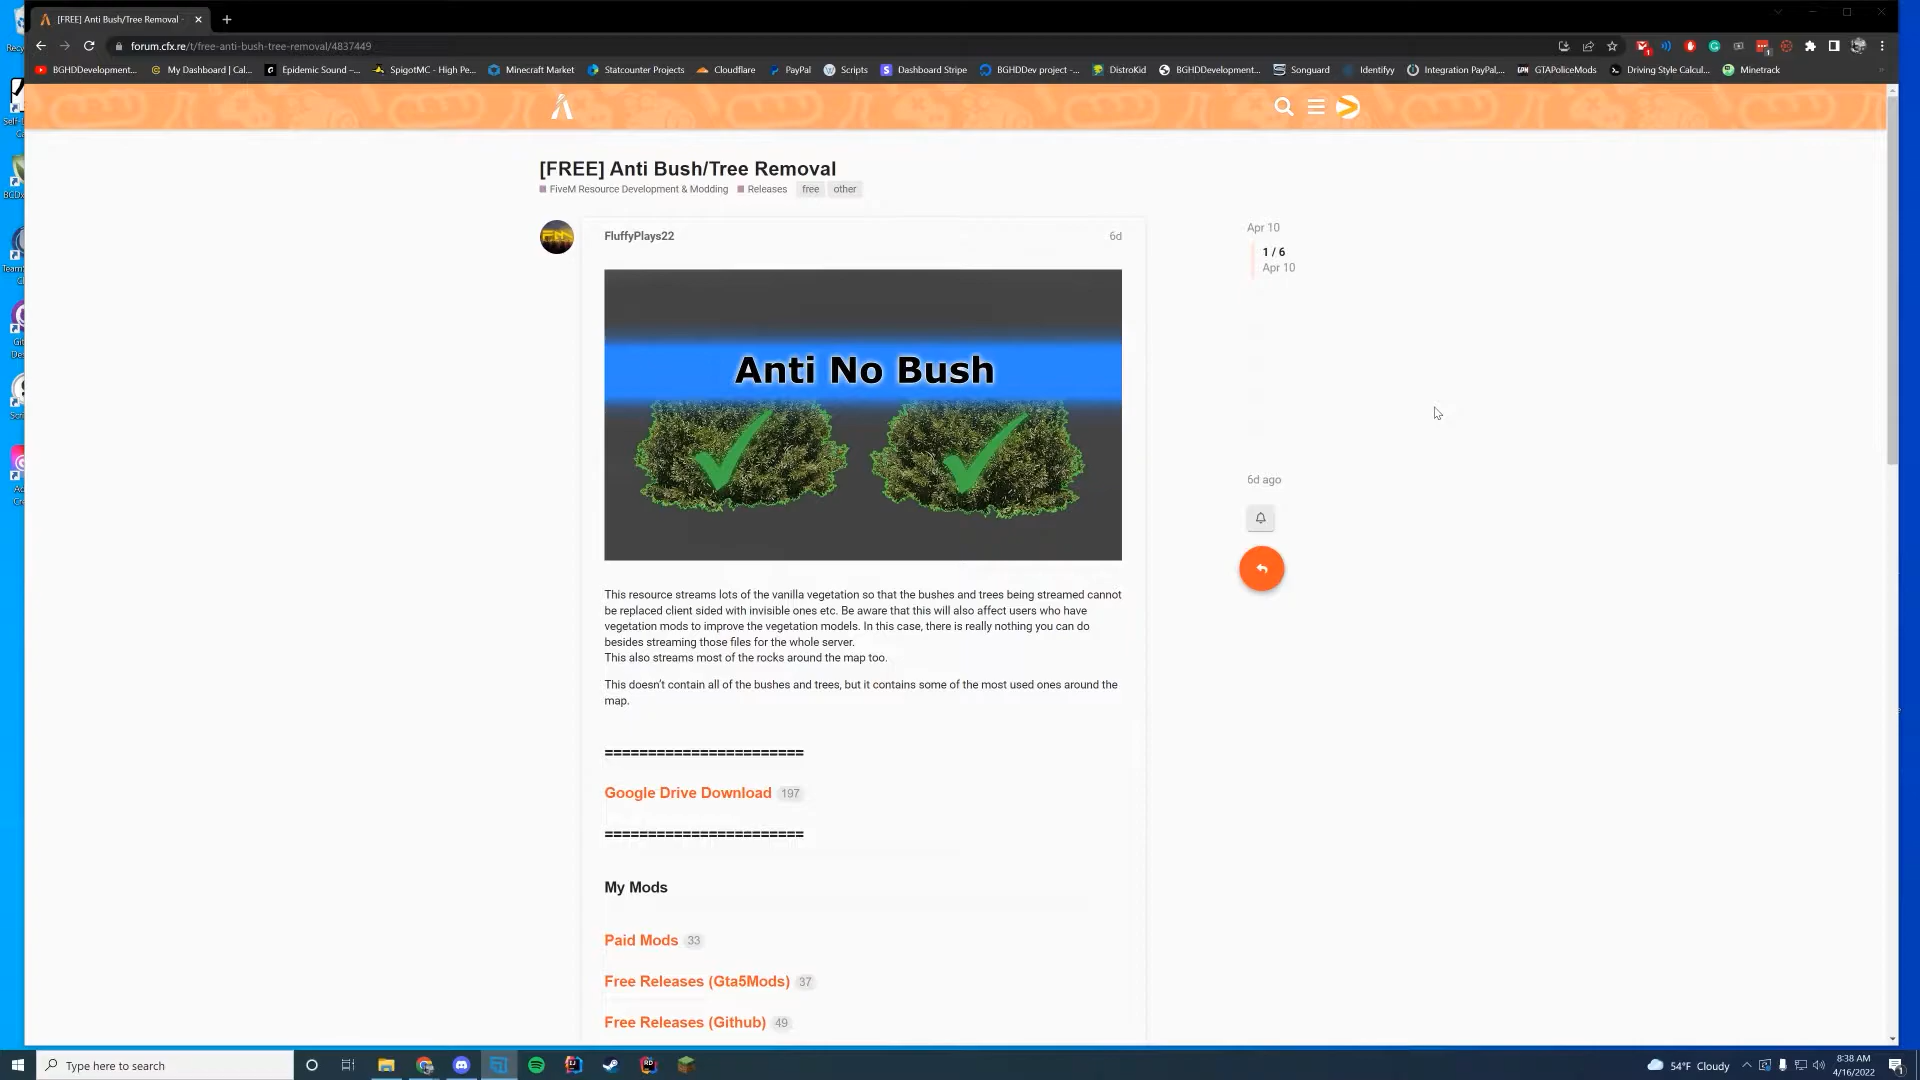 [FREE] Anti Bush/Tree Removal -
forum.cfx.re/t/free-anti-bush-tree-removal/4837449
BGHDDevelopment... My Dashboard | Cal... Epidemic Sound –... SpigotMC - High Pe... Minecraft Market Statcounter Projects Cloudflare PayPal Scripts Dashboard Stripe BGHDDev project -... DistroKid BGHDDevelopment... Songuard Identifyy Integration PayPal,... GTAPoliceMods Driving Style Calcul... Minetrack
[FREE] Anti Bush/Tree Removal
FiveM Resource Development & Modding Releases free other
FluffyPlays22 6d
Apr 10
1 / 6
Apr 10
Anti No Bush
6d ago
This resource streams lots of the vanilla vegetation so that the bushes and trees being streamed cannot
be replaced client sided with invisible ones etc. Be aware that this will also affect users who have
vegetation mods to improve the vegetation models. In this case, there is really nothing you can do
besides streaming those files for the whole server.
This also streams most of the rocks around the map too.
This doesn't contain all of the bushes and trees, but it contains some of the most used ones around the
map.
=======================
Google Drive Download 197
=======================
My Mods
Paid Mods 33
Free Releases (Gta5Mods) 37
Free Releases (Github) 49
Type here to search
54°F Cloudy
8:38 AM
4/16/2022